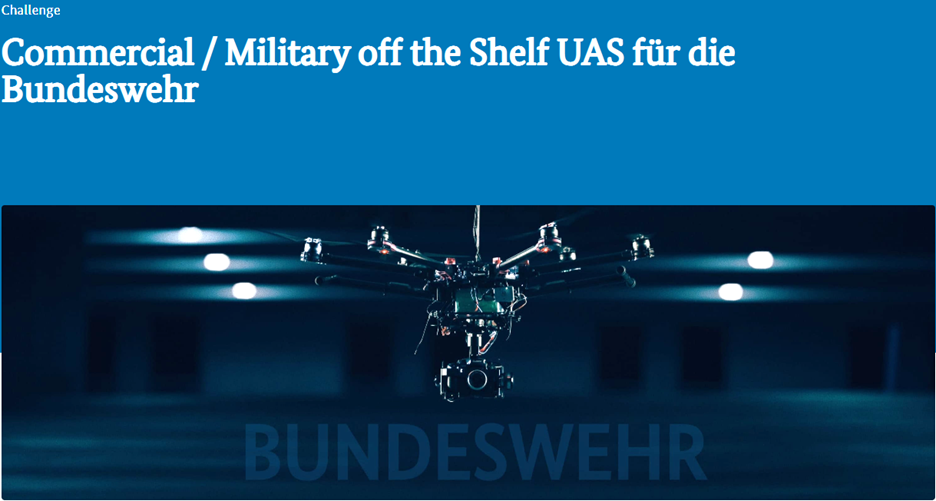 Challenge
Commercial / Military off the Shelf UAS für die
Bundeswehr
BUNDESWEHR